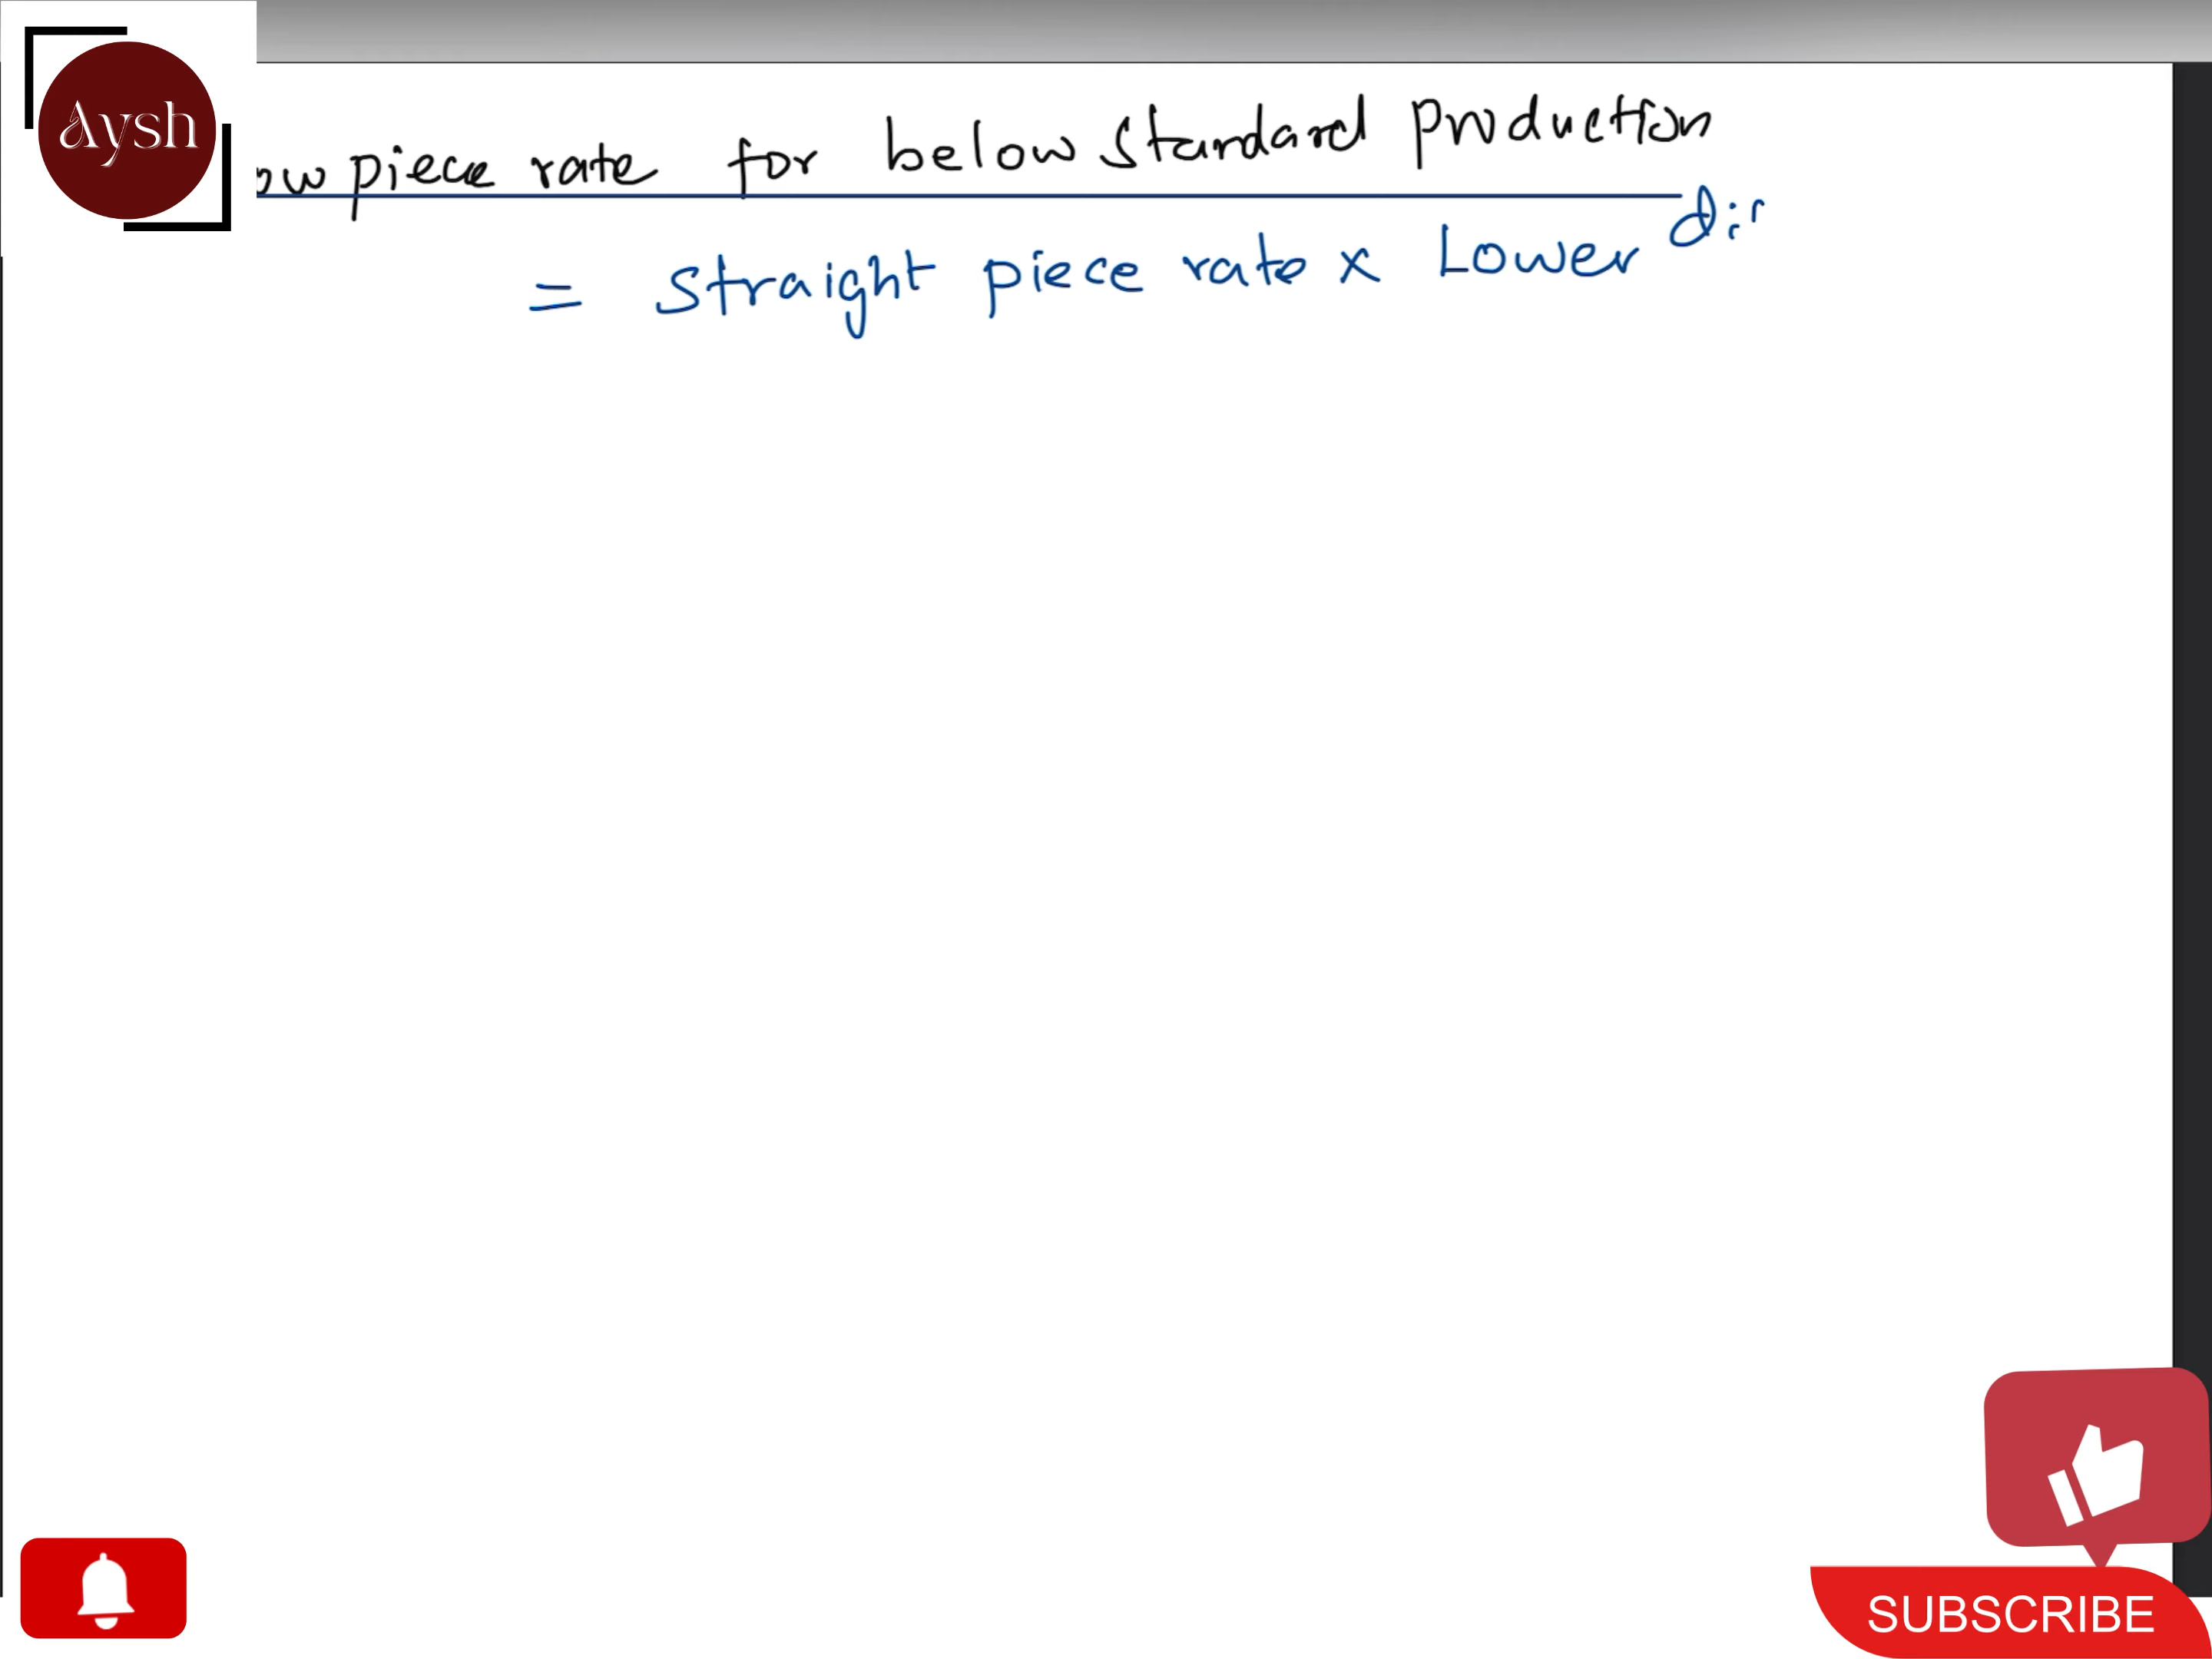 Aysh
ow piece rate for below standard production
= straight piece rate x Lower
SUBSCRIBE